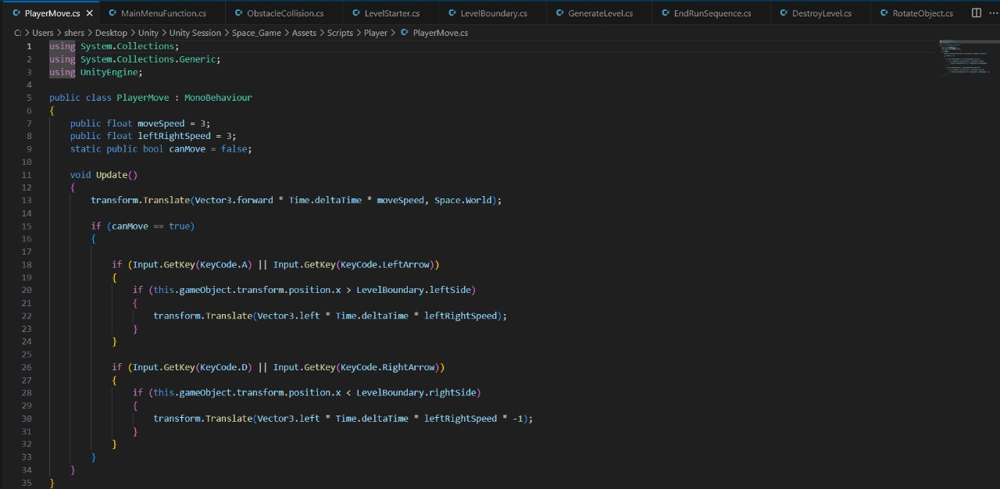 PlayerMove.cs MainMenuFunction.cs ObstacleCollision.cs LevelStarter.cs LevelBoundary.cs GenerateLevel.cs EndRunSequence.cs DestroyLevel.cs RotateObject.cs
C: > Users > shers > Desktop > Unity > Unity Session > Space_Game > Assets > Scripts > Player > PlayerMove.cs
1 using System.Collections;
2 using System.Collections.Generic;
3 using UnityEngine;
4
5 public class PlayerMove : MonoBehaviour
6 {
7 public float moveSpeed = 3;
8 public float leftRightSpeed = 3;
9 static public bool canMove = false;
10
11 void Update()
12 {
13 transform.Translate(Vector3.forward * Time.deltaTime * moveSpeed, Space.World);
14
15 if (canMove == true)
16 {
17
18 if (Input.GetKey(KeyCode.A) || Input.GetKey(KeyCode.LeftArrow))
19 {
20 if (this.gameObject.transform.position.x > LevelBoundary.leftSide)
21 {
22 transform.Translate(Vector3.left * Time.deltaTime * leftRightSpeed);
23 }
24 }
25
26 if (Input.GetKey(KeyCode.D) || Input.GetKey(KeyCode.RightArrow))
27 {
28 if (this.gameObject.transform.position.x < LevelBoundary.rightSide)
29 {
30 transform.Translate(Vector3.left * Time.deltaTime * leftRightSpeed * -1);
31 }
32 }
33 }
34 }
35 }